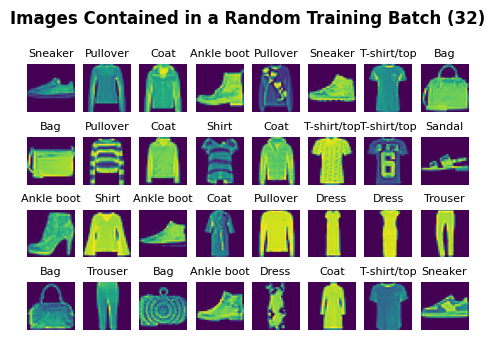 Images Contained in a Random Training Batch (32)
Sneaker Pullover Coat Ankle boot Pullover Sneaker T-shirt/top Bag
6
Bag Pullover Coat Shirt Coat T-shirt/top T-shirt/top Sandal
Ankle boot Shirt Ankle boot Coat Pullover Dress Dress Trouser
Bag Trouser Bag Ankle boot Dress Coat T-shirt/top Sneaker